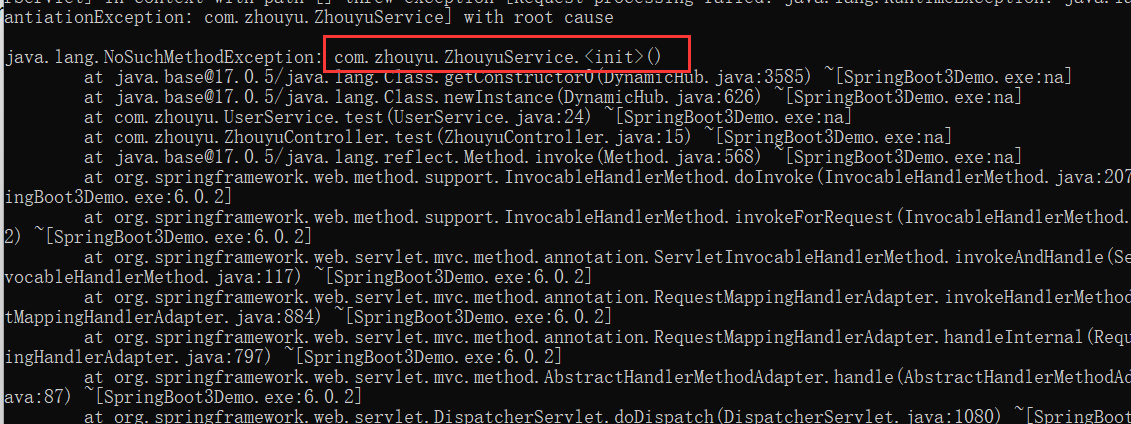 antiationException: com.zhouyu.ZhouyuService] with root cause
java.lang.NoSuchMethodException: com.zhouyu.ZhouyuService.<init>()
at java.base@17.0.5/java.lang.Class.getConstructor0(DynamicHub.java:3585) ~[SpringBoot3Demo.exe:na]
at java.base@17.0.5/java.lang.Class.newInstance(DynamicHub.java:626) ~[SpringBoot3Demo.exe:na]
at com.zhouyu.UserService.test(UserService.java:24) ~[SpringBoot3Demo.exe:na]
at com.zhouyu.ZhouyuController.test(ZhouyuController.java:15) ~[SpringBoot3Demo.exe:na]
at java.base@17.0.5/java.lang.reflect.Method.invoke(Method.java:568) ~[SpringBoot3Demo.exe:na]
at org.springframework.web.method.support.InvocableHandlerMethod.doInvoke(InvocableHandlerMethod.java:207
ingBoot3Demo.exe:6.0.2]
at org.springframework.web.method.support.InvocableHandlerMethod.invokeForRequest(InvocableHandlerMethod.
2) ~[SpringBoot3Demo.exe:6.0.2]
at org.springframework.web.servlet.mvc.method.annotation.ServletInvocableHandlerMethod.invokeAndHandle(Se
vocableHandlerMethod.java:117) ~[SpringBoot3Demo.exe:6.0.2]
at org.springframework.web.servlet.mvc.method.annotation.RequestMappingHandlerAdapter.invokeHandlerMethod
tMappingHandlerAdapter.java:884) ~[SpringBoot3Demo.exe:6.0.2]
at org.springframework.web.servlet.mvc.method.annotation.RequestMappingHandlerAdapter.handleInternal(Requ
ingHandlerAdapter.java:797) ~[SpringBoot3Demo.exe:6.0.2]
at org.springframework.web.servlet.mvc.method.AbstractHandlerMethodAdapter.handle(AbstractHandlerMethodAd
ava:87) ~[SpringBoot3Demo.exe:6.0.2]
at org.springframework.web.servlet.DispatcherServlet.doDispatch(DispatcherServlet.java:1080) ~[SpringBoot